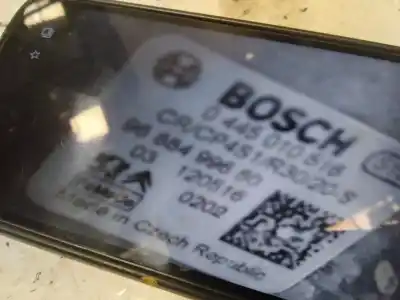 BOSCH
0 445 010 516
CR/CP4S1/R30/20-S
96 854 996 80
03 120516
0202
Made in Czech Republic